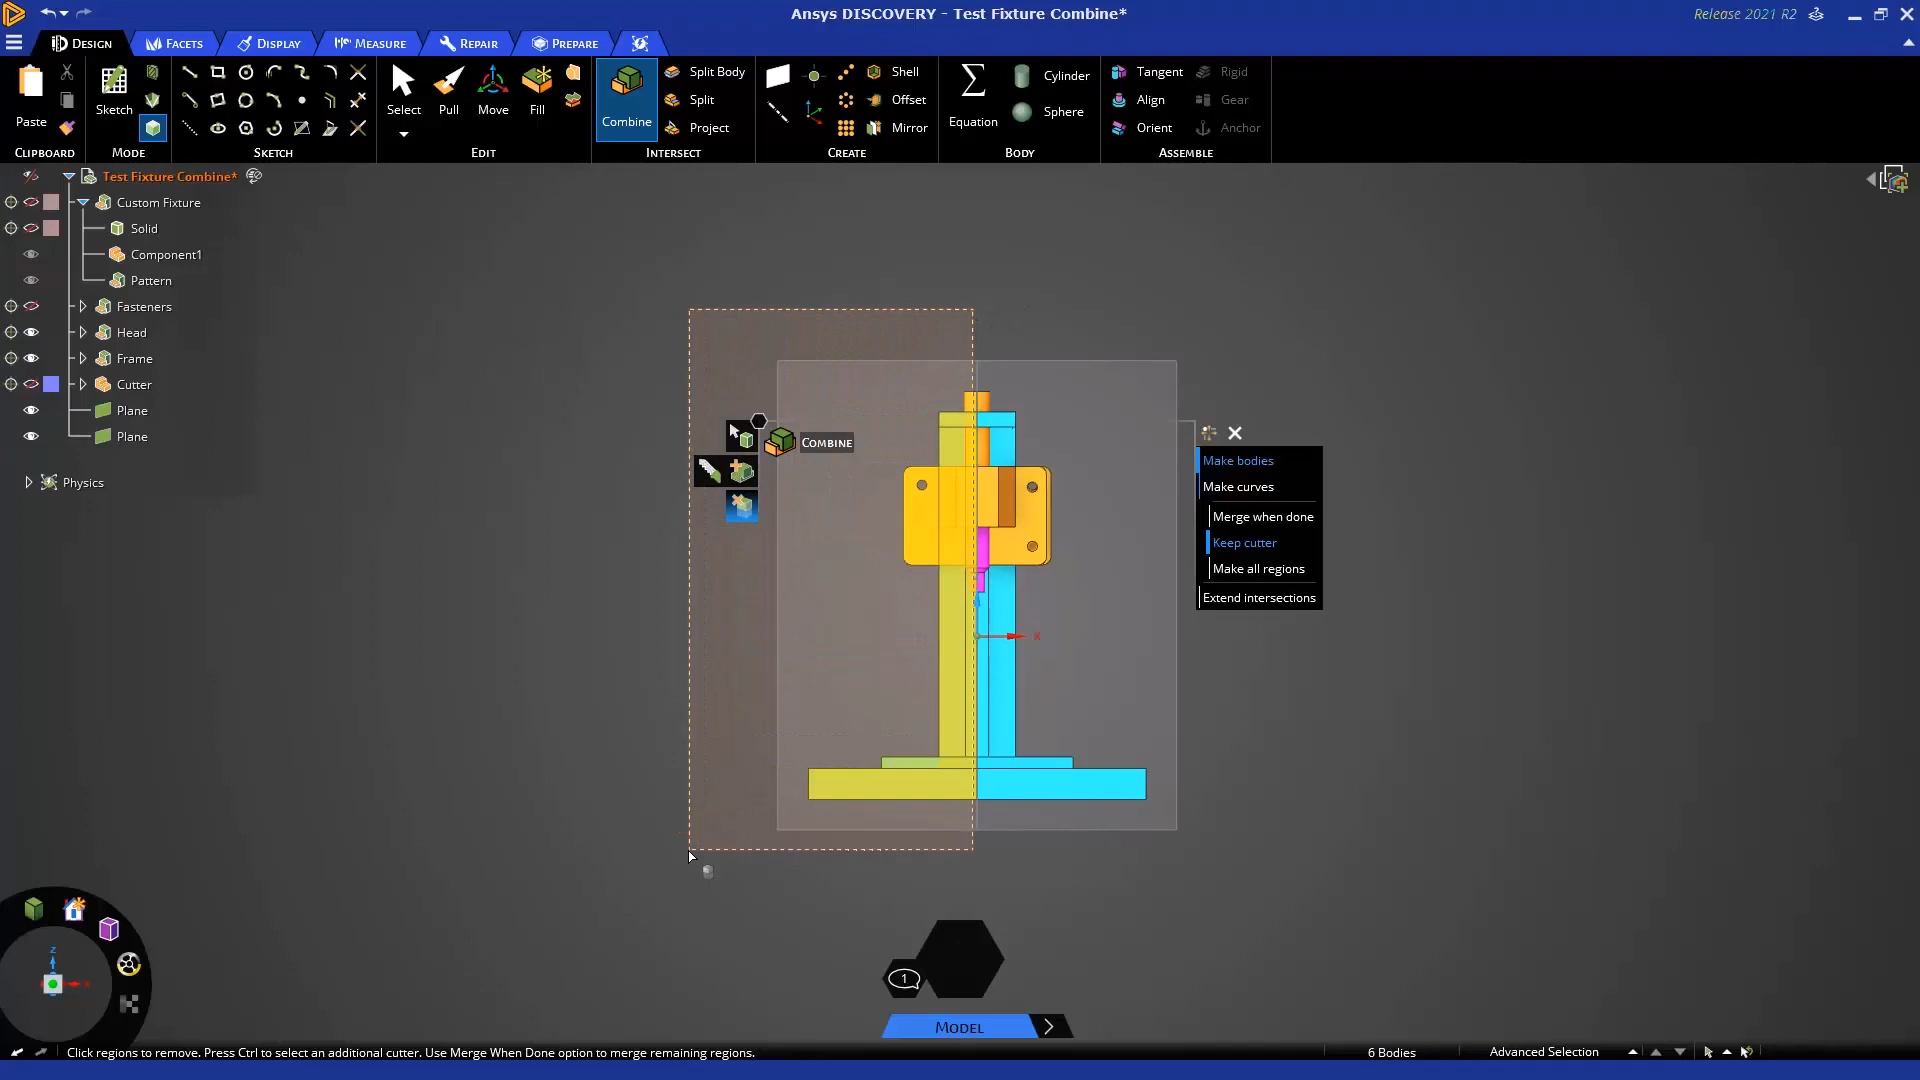 Ansys DISCOVERY - Test Fixture Combine*
Release 2021 R2
DESIGN
FACETS
DISPLAY
MEASURE
REPAIR
PREPARE
Paste
Sketch
Select
Pull
Move
Fill
Combine
Split Body
Split
Project
Shell
Offset
Mirror
Equation
Cylinder
Sphere
Tangent
Align
Orient
Rigid
Gear
Anchor
CLIPBOARD
MODE
SKETCH
EDIT
INTERSECT
CREATE
BODY
ASSEMBLE
Test Fixture Combine*
Custom Fixture
Solid
Component1
Pattern
Fasteners
Head
Frame
Cutter
Plane
Plane
Physics
COMBINE
Make bodies
Make curves
Merge when done
Keep cutter
Make all regions
Extend intersections
X
Z
X
1
MODEL
Click regions to remove. Press Ctrl to select an additional cutter. Use Merge When Done option to merge remaining regions.
6 Bodies
Advanced Selection